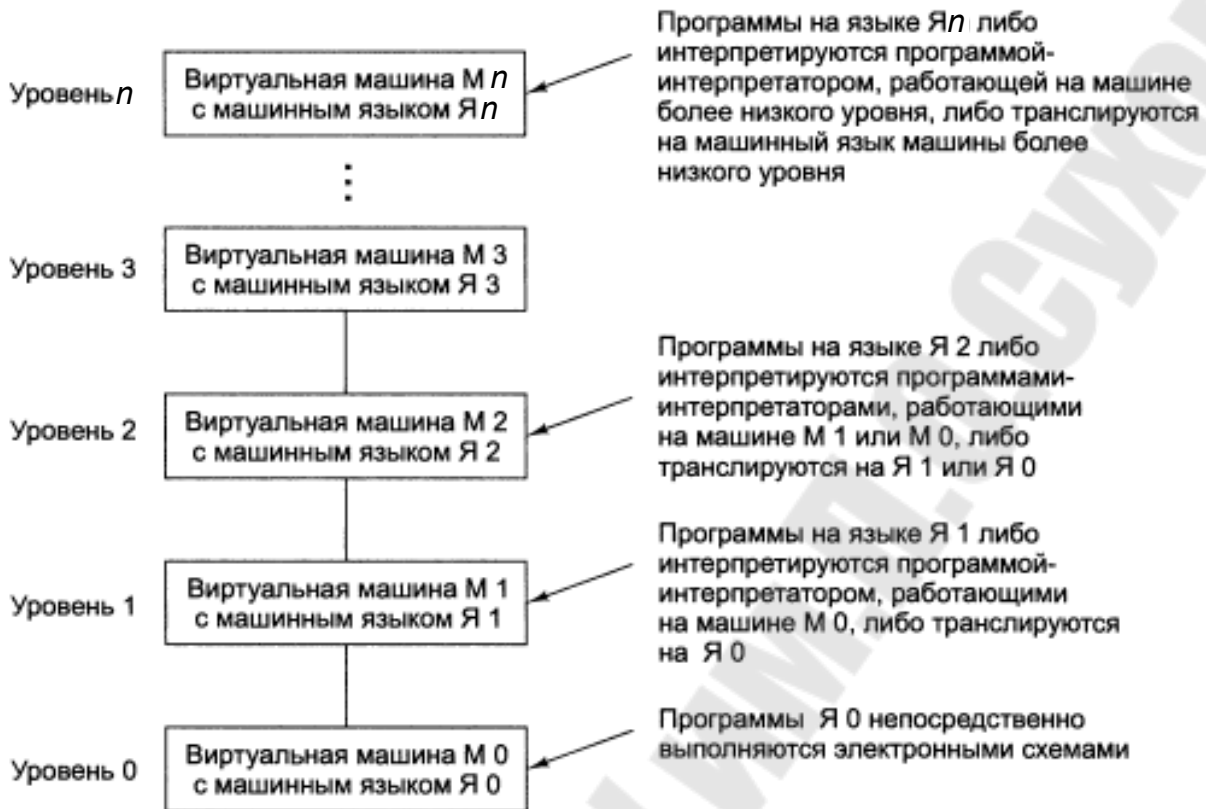 Программы на языке Яn либо
интерпретируются программой-
интерпретатором, работающей на машине
более низкого уровня, либо транслируются
на машинный язык машины более
низкого уровня
Уровень n
Виртуальная машина М n
с машинным языком Я n
Уровень 3
Виртуальная машина М 3
с машинным языком Я 3
Программы на языке Я 2 либо
интерпретируются программами-
интерпретаторами, работающими
на машине М 1 или М 0, либо
транслируются на Я 1 или Я 0
Уровень 2
Виртуальная машина М 2
с машинным языком Я 2
Программы на языке Я 1 либо
интерпретируются программой-
интерпретатором, работающими
на машине М 0, либо транслируются
на Я 0
Уровень 1
Виртуальная машина М 1
с машинным языком Я 1
Программы Я 0 непосредственно
выполняются электронными схемами
Уровень 0
Виртуальная машина М 0
с машинным языком Я 0
им. П.